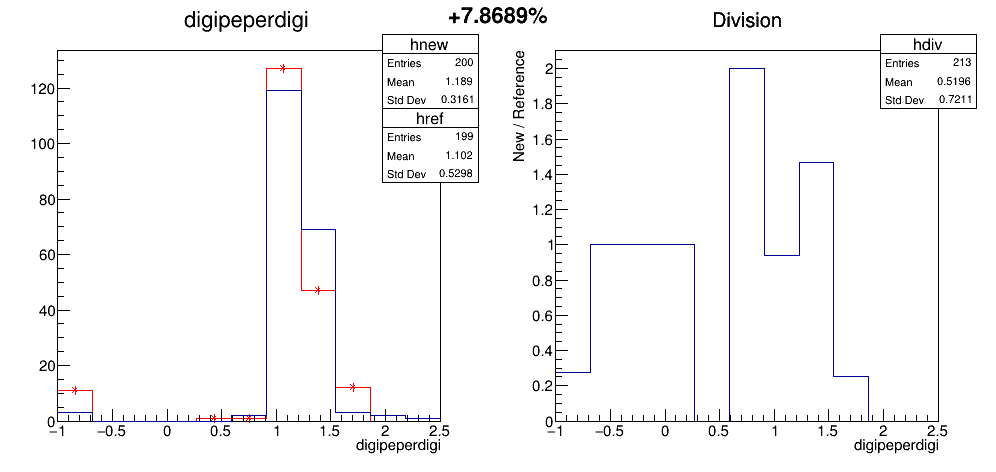 digipeperdigi
+7.8689%
Division
hnew
Entries 200
Mean 1.189
Std Dev 0.3161
href
Entries 199
Mean 1.102
Std Dev 0.5298
120
100
80
60
40
20
0
−1 −0.5 0 0.5 1 1.5 2 2.5
digipeperdigi
hdiv
Entries 213
Mean 0.5196
Std Dev 0.7211
New / Reference
2
1.8
1.6
1.4
1.2
1
0.8
0.6
0.4
0.2
0
−1 −0.5 0 0.5 1 1.5 2 2.5
digipeperdigi